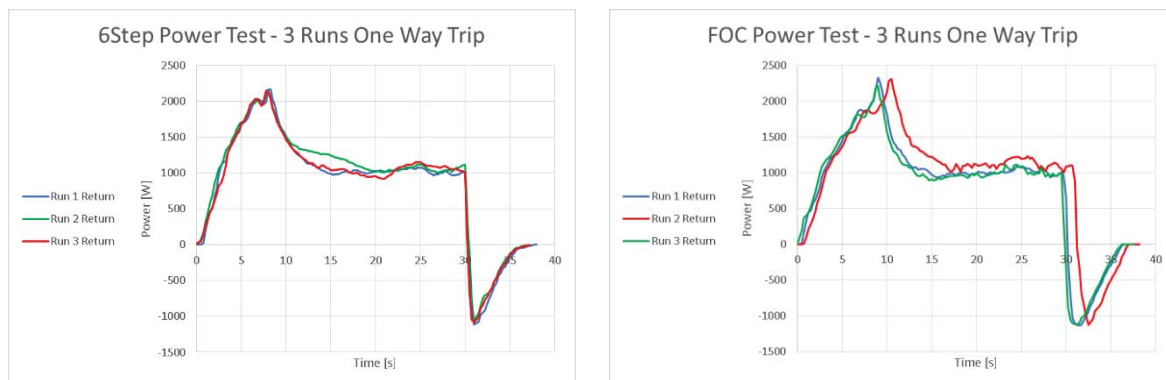 6Step Power Test - 3 Runs One Way Trip
2500
2000
1500
1000
500
0
-500
-1000
-1500
Power [W]
0 5 10 15 20 25 30 35 40
Time [s]
Run 1 Return
Run 2 Return
Run 3 Return
FOC Power Test - 3 Runs One Way Trip
2500
2000
1500
1000
500
0
-500
-1000
-1500
Power [W]
0 5 10 15 20 25 30 35 40
Time [s]
Run 1 Return
Run 2 Return
Run 3 Return